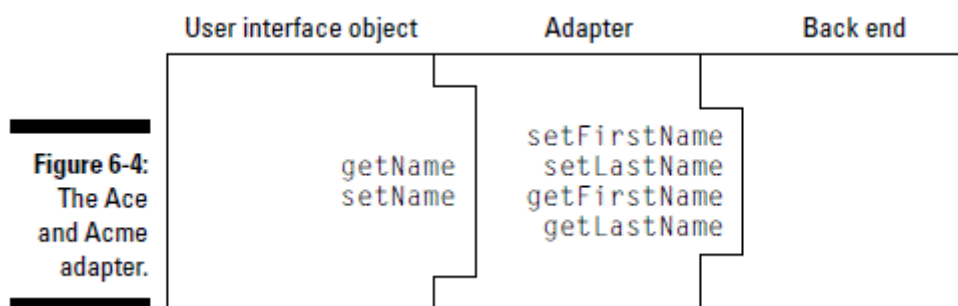 User interface object
Adapter
Back end
Figure 6-4:
The Ace
and Acme
adapter.
getName
setName
setFirstName
setLastName
getFirstName
getLastName